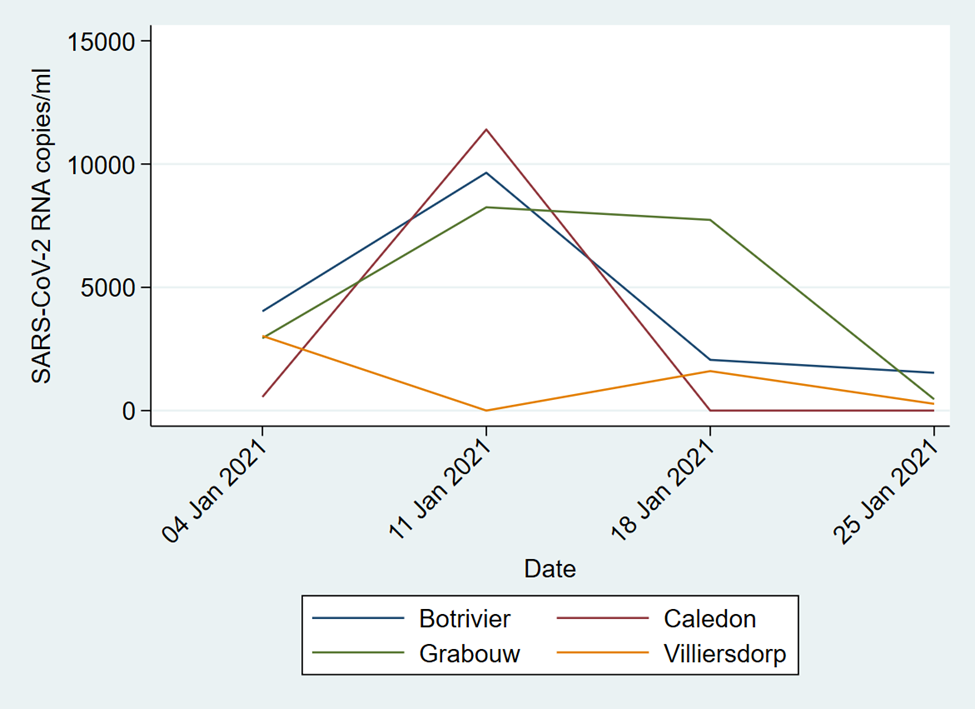 SARS-CoV-2 RNA copies/ml
15000
10000
5000
0
04 Jan 2021
11 Jan 2021
18 Jan 2021
25 Jan 2021
Date
Botrivier
Caledon
Grabouw
Villiersdorp